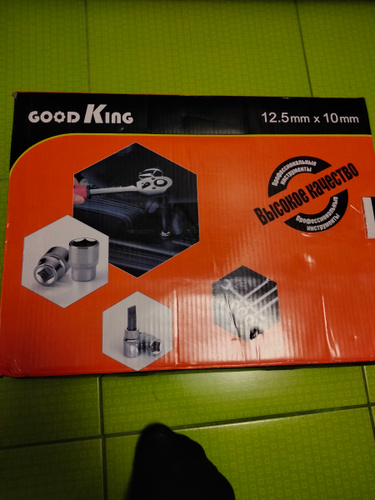 GOOD KING
12.5mm x 10mm
Профессиональные
инструменты
Высокое качество
Профессиональные
инструменты